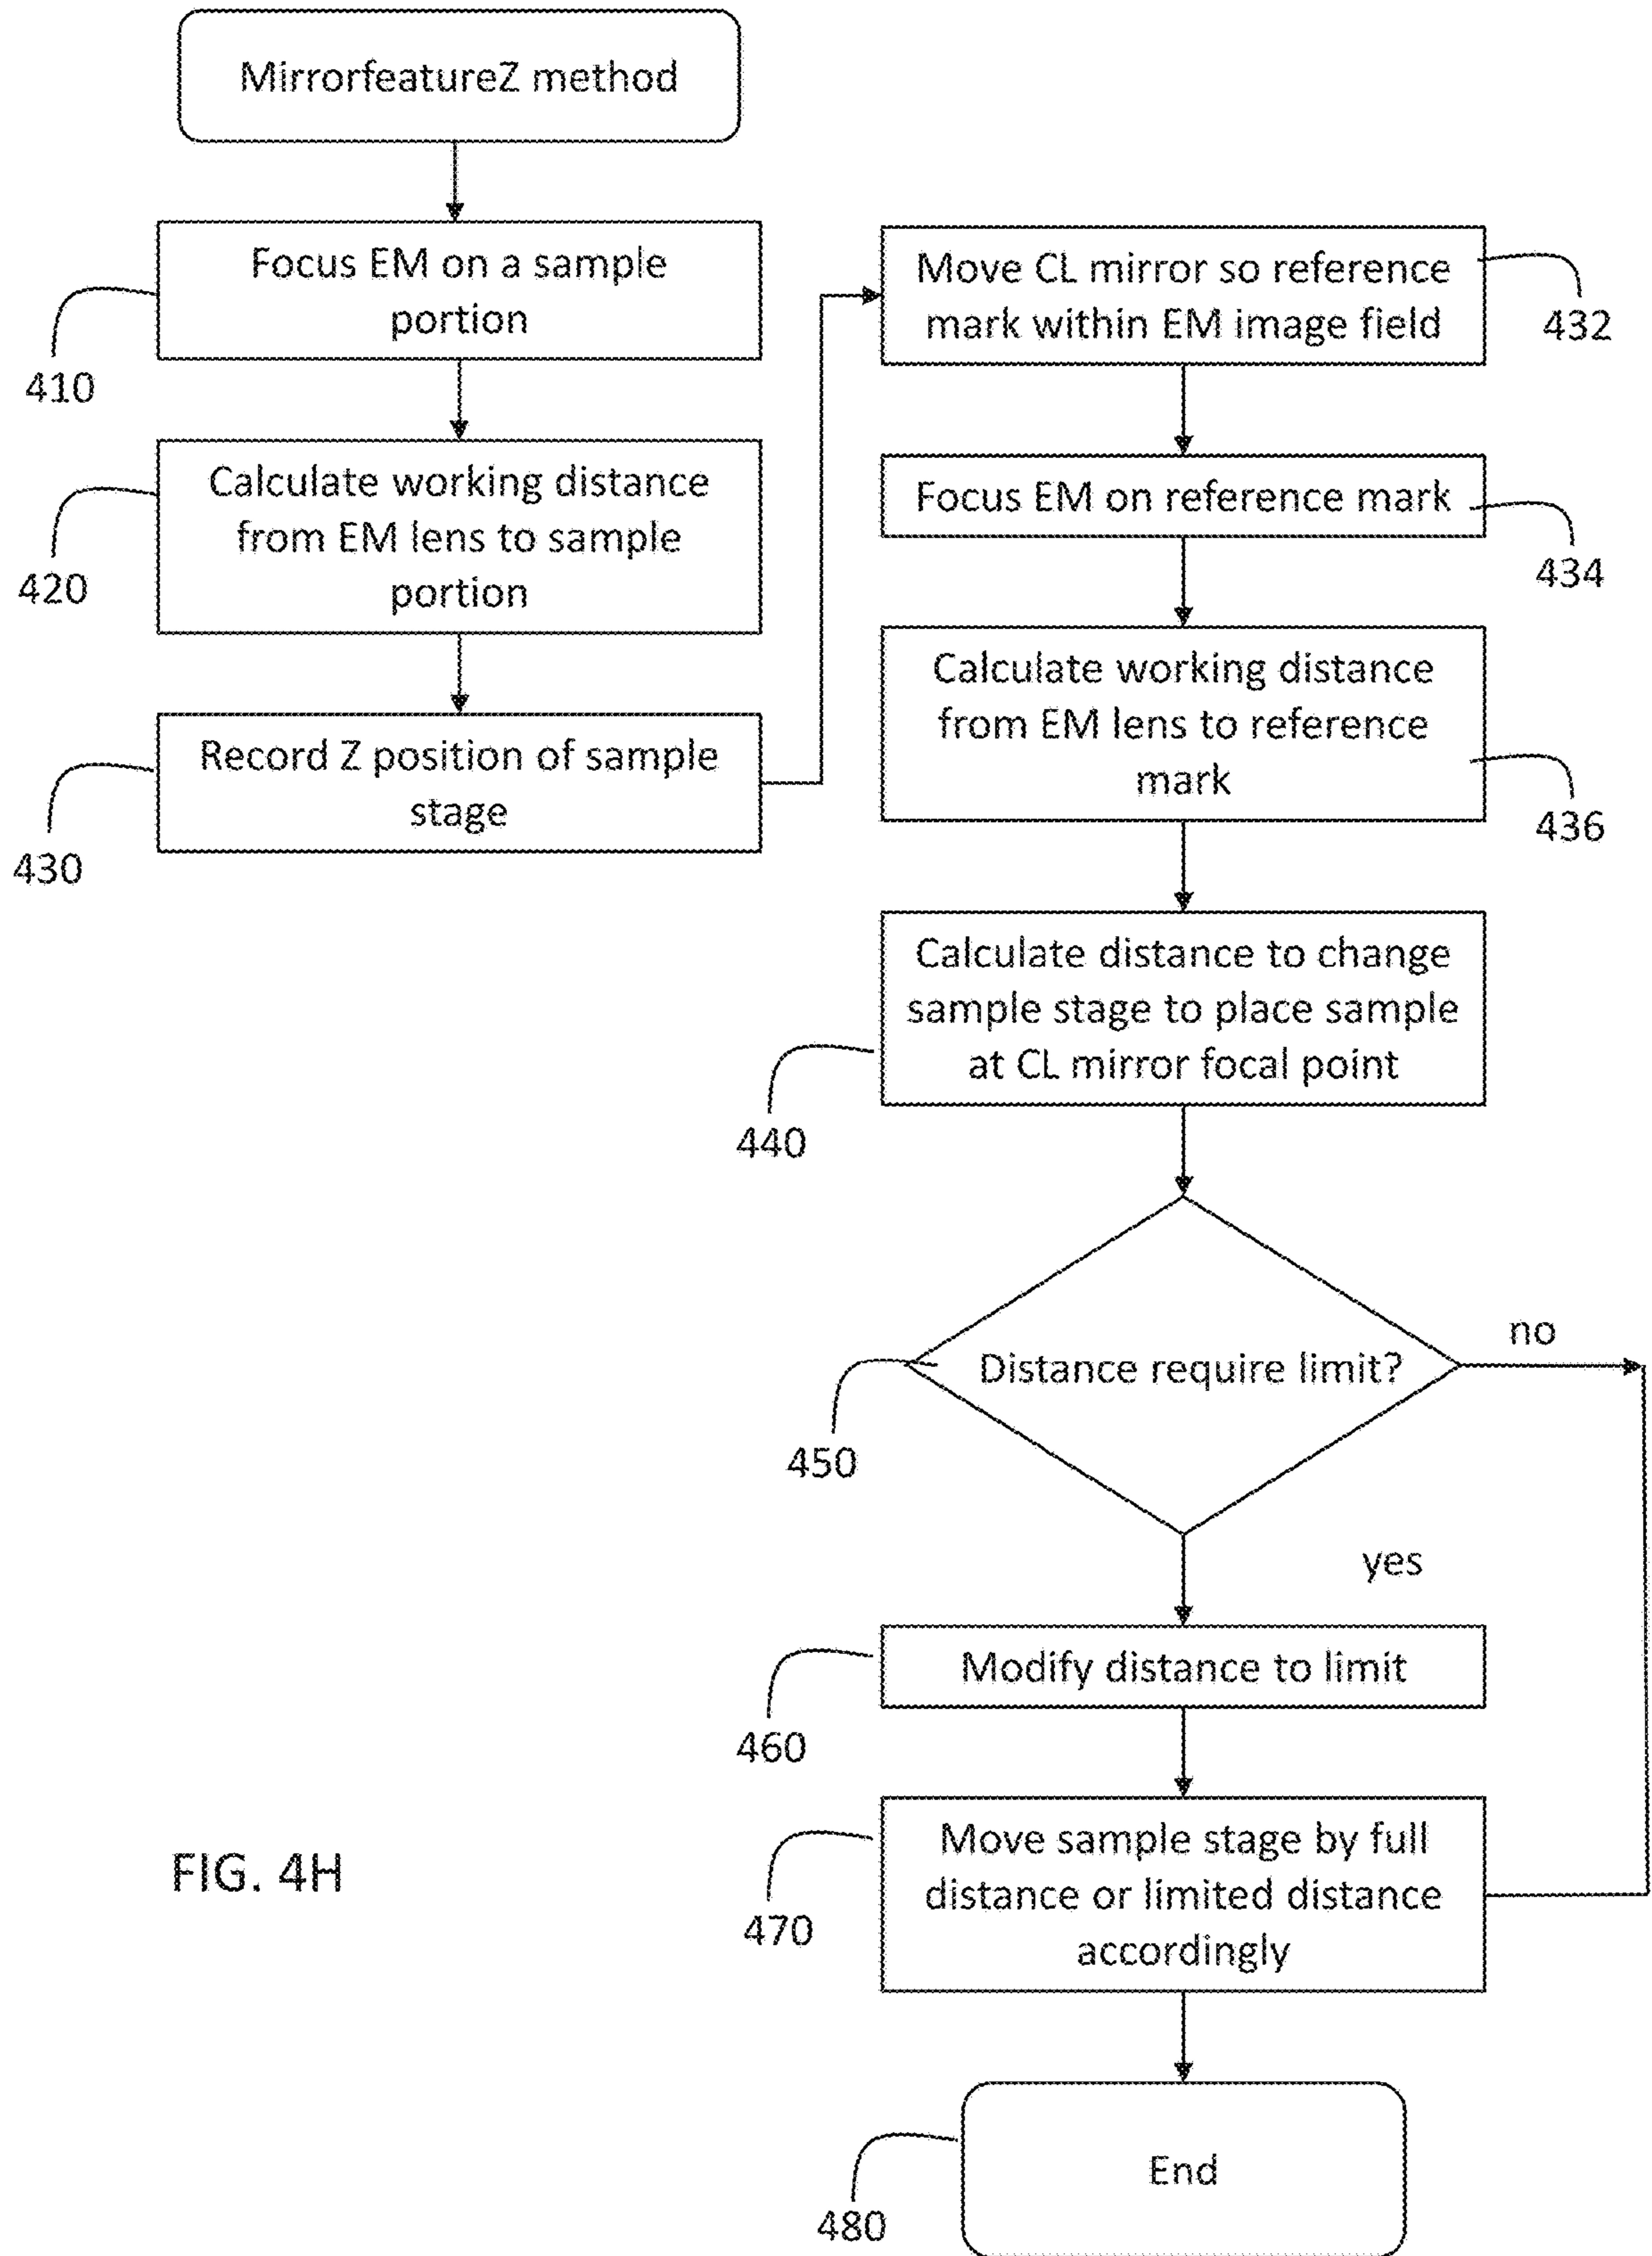 MirrorfeatureZ method
Focus EM on a sample
portion
410
Calculate working distance
from EM lens to sample
portion
420
Record Z position of sample
stage
430
Move CL mirror so reference
mark within EM image field
432
Focus EM on reference mark
434
Calculate working distance
from EM lens to reference
mark
436
Calculate distance to change
sample stage to place sample
at CL mirror focal point
440
Distance require limit?
no
450
yes
Modify distance to limit
460
Move sample stage by full
distance or limited distance
accordingly
470
FIG. 4H
End
480